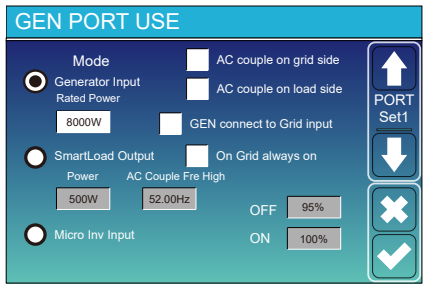 GEN PORT USE
Mode
AC couple on grid side
Generator Input
AC couple on load side
Rated Power
PORT
Set1
8000W
GEN connect to Grid input
SmartLoad Output
On Grid always on
Power
AC Couple Fre High
500W
52.00Hz
OFF
95%
Micro Inv Input
ON
100%